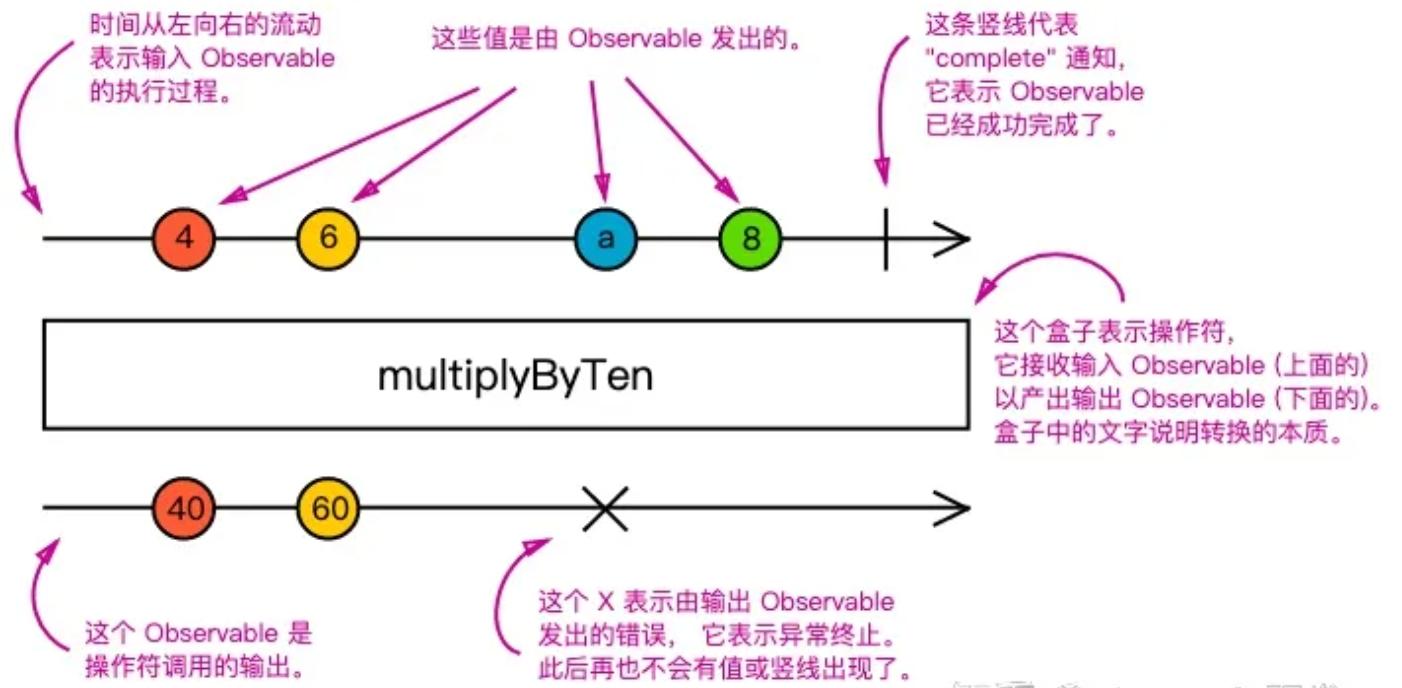 时间从左向右的流动
表示输入 Observable
的执行过程。
这些值是由 Observable 发出的。
这条竖线代表
"complete" 通知，
它表示 Observable
已经成功完成了。
4
6
a
8
multiplyByTen
这个盒子表示操作符，
它接收输入 Observable (上面的)
以产出输出 Observable (下面的)。
盒子中的文字说明转换的本质。
40
60
这个 Observable 是
操作符调用的输出。
这个 X 表示由输出 Observable
发出的错误， 它表示异常终止。
此后再也不会有值或竖线出现了。